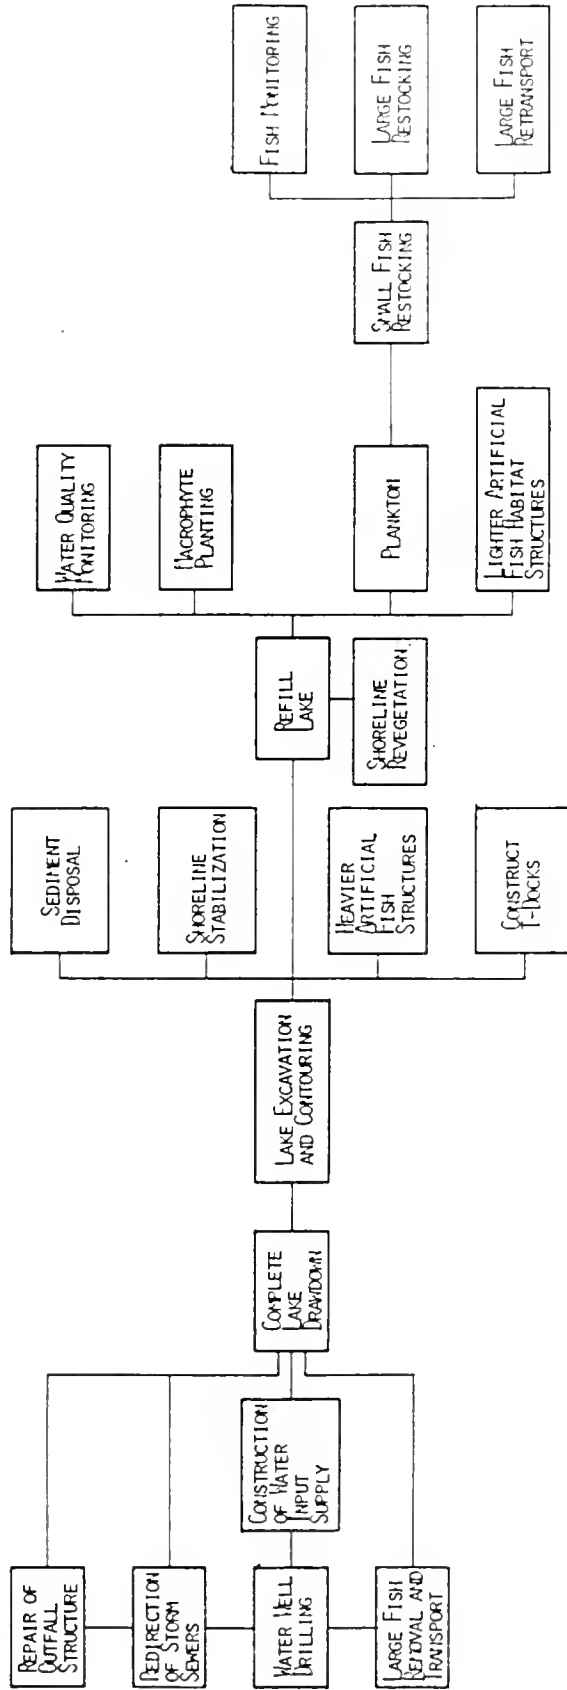 REPAIR OF
OUTFALL
STRUCTURE
REDIRECTION
OF STORM
SEWERS
WATER WELL
DRILLING
LARGE FISH
REMOVAL AND
TRANSPORT
CONSTRUCTION
OF WATER
INPUT
SUPPLY
COMPLETE
LAKE
DRAWDOWN
LAKE EXCAVATION
AND CONTOURING
SEDIMENT
DISPOSAL
SHORELINE
STABILIZATION
HEAVIER
ARTIFICIAL
FISH
STRUCTURES
CONSTRUCT
T-DOCKS
REFILL
LAKE
SHORELINE
REVEGETATION
WATER QUALITY
MONITORING
MACROPHYTE
PLANTING
PLANKTON
LIGHTER ARTIFICIAL
FISH HABITAT
STRUCTURES
SMALL FISH
RESTOCKING
FISH MONITORING
LARGE FISH
RESTOCKING
LARGE FISH
RETRANSPORT